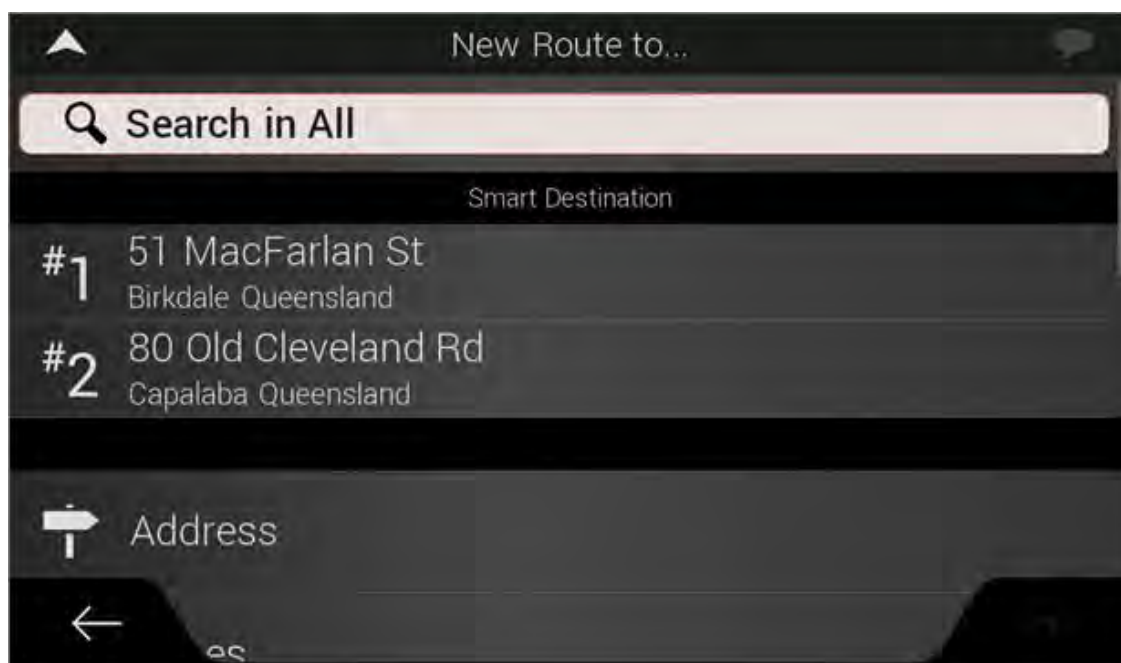 New Route to...
Search in All
Smart Destination
#1 51 MacFarlan St
Birkdale Queensland
#2 80 Old Cleveland Rd
Capalaba Queensland
Address